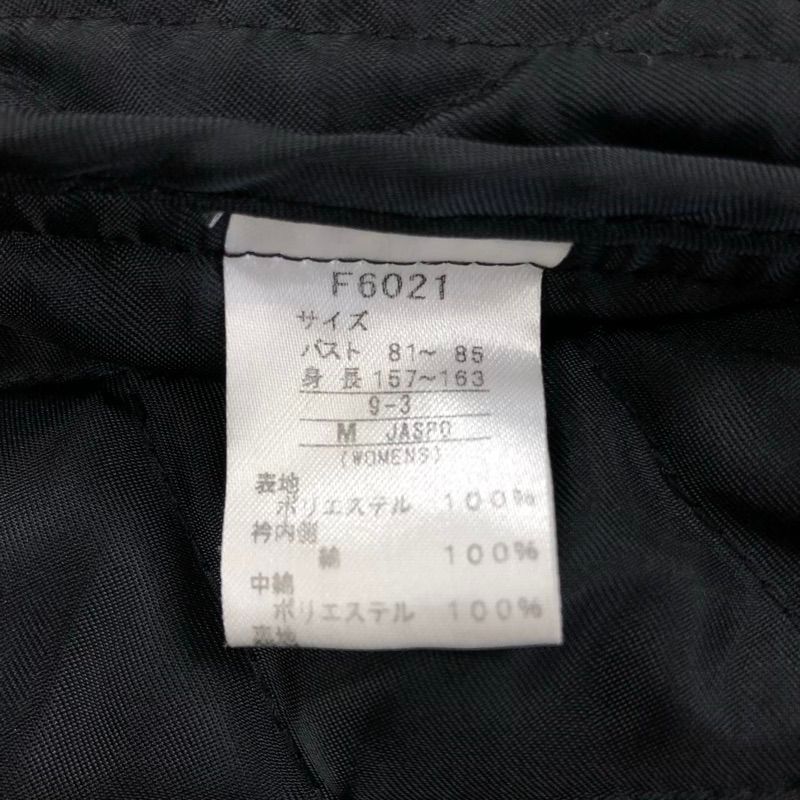 F6021
サイズ
バスト 81~ 85
身 長 157~163
9-3
M JASPO
(WOMENS)
表地
ポリエステル 100%
衿内側
綿 100%
中綿
ポリエステル 100%
裏地